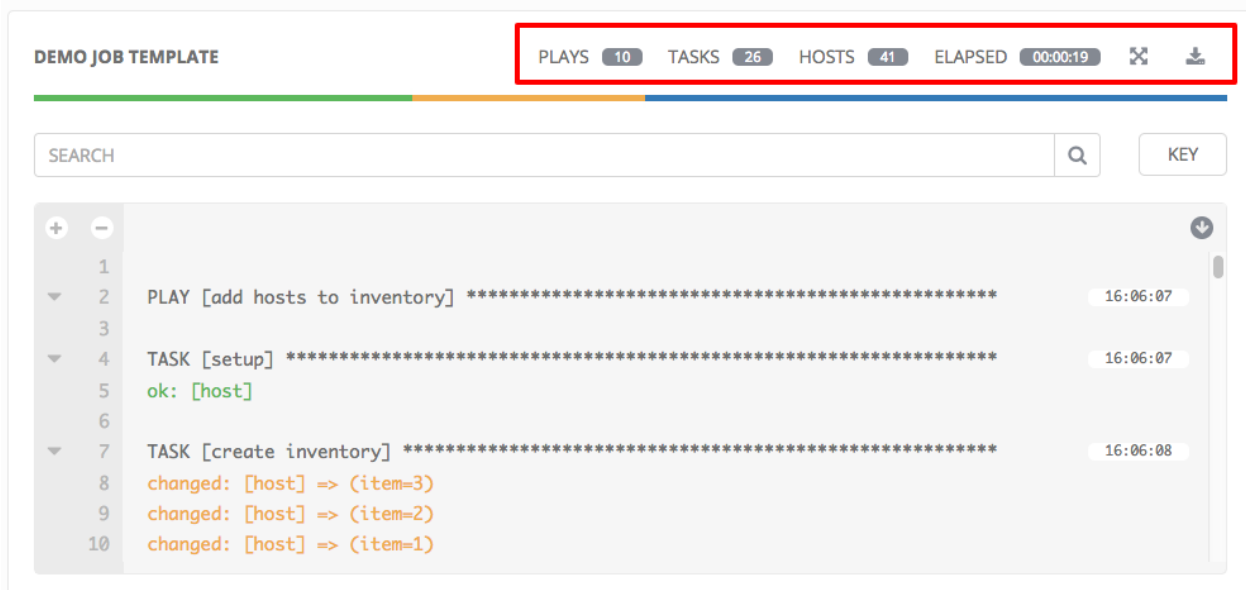 DEMO JOB TEMPLATE PLAYS 10 TASKS 26 HOSTS 41 ELAPSED 00:00:19
SEARCH KEY
1
2 PLAY [add hosts to inventory] ************************************************** 16:06:07
3
4 TASK [setup] ******************************************************************* 16:06:07
5 ok: [host]
6
7 TASK [create inventory] ******************************************************** 16:06:08
8 changed: [host] => (item=3)
9 changed: [host] => (item=2)
10 changed: [host] => (item=1)